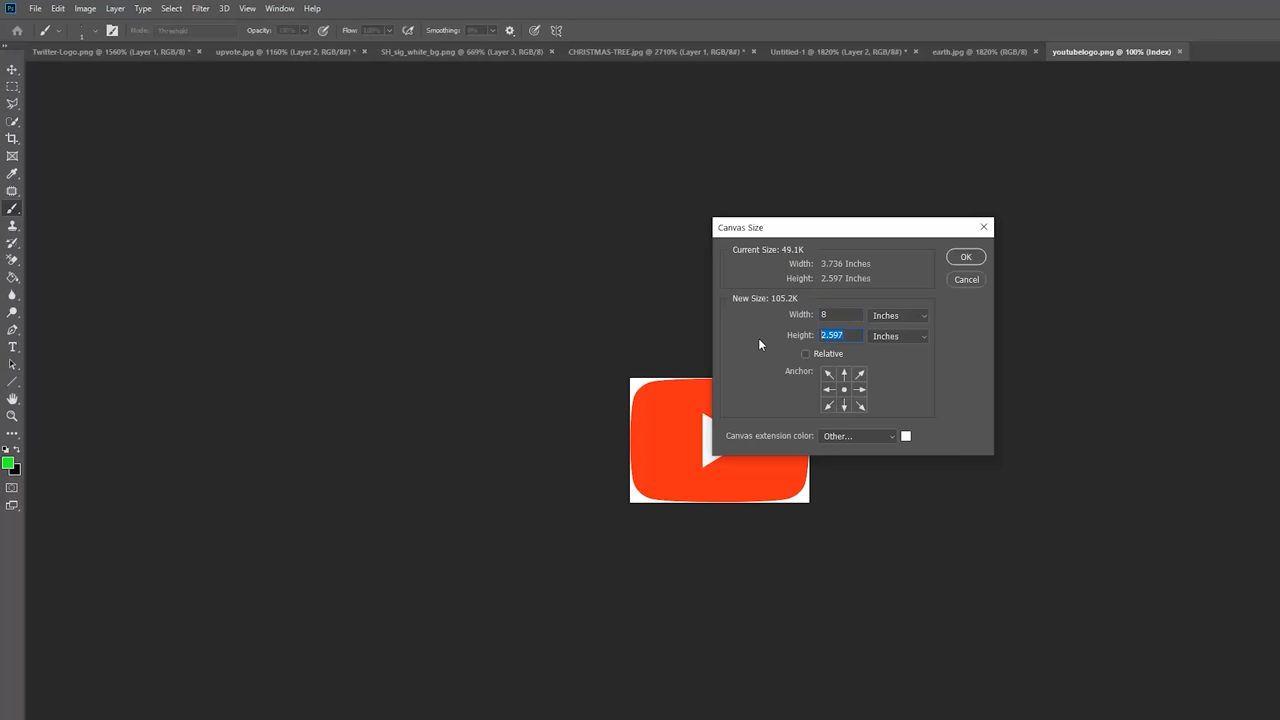 Ps File Edit Image Layer Type Select Filter 3D View Window Help
Mode: Threshold Opacity: 100% Flow: 100% Smoothing: 0%
Twitter-Logo.png @ 1560% (Layer 1, RGB/8) * × upvote.jpg @ 1160% (Layer 2, RGB/8#) * × SH_sig_white_bg.png @ 669% (Layer 3, RGB/8) × CHRISTMAS-TREE.jpg @ 2710% (Layer 1, RGB/8#) * × Untitled-1 @ 1820% (Layer 2, RGB/8#) * × earth.jpg @ 1820% (RGB/8) × youtubelogo.png @ 100% (Index) ×
Canvas Size
Current Size: 49.1K
Width: 3.736 Inches
Height: 2.597 Inches
OK
Cancel
New Size: 105.2K
Width: 8 Inches
Height: 2.597 Inches
Relative
Anchor:
Canvas extension color: Other...